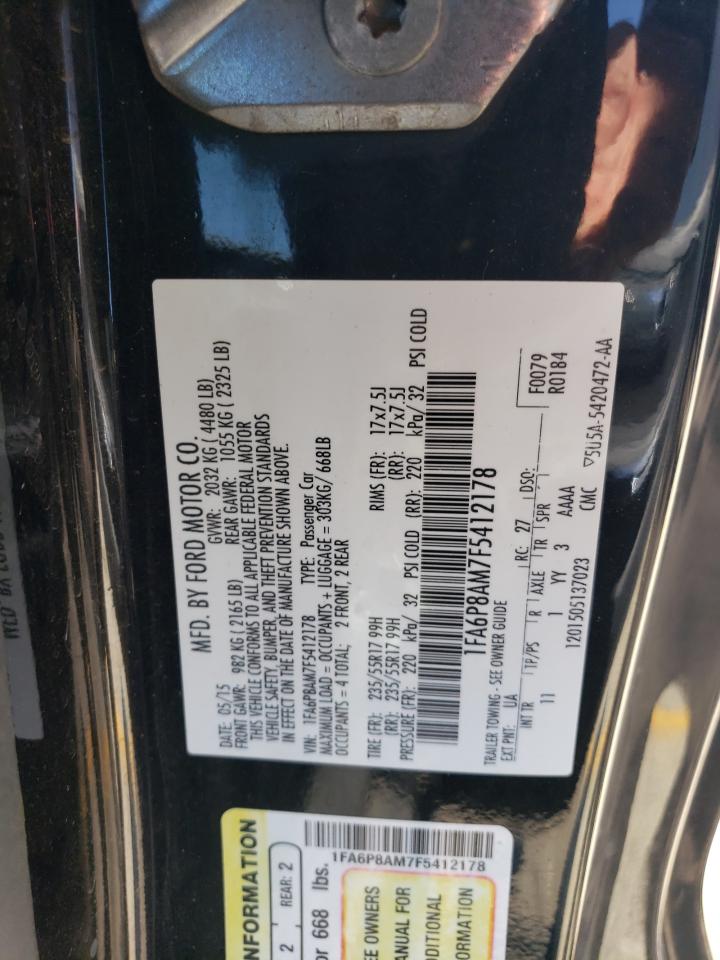 MFD. BY FORD MOTOR CO.
DATE: 05/15 GVWR: 2032 KG ( 4480 LB)
FRONT GAWR: 982 KG ( 2165 LB) REAR GAWR: 1055 KG ( 2325 LB)
THIS VEHICLE CONFORMS TO ALL APPLICABLE FEDERAL MOTOR
VEHICLE SAFETY, BUMPER, AND THEFT PREVENTION STANDARDS
IN EFFECT ON THE DATE OF MANUFACTURE SHOWN ABOVE.
VIN: 1FA6P8AM7F5412178 TYPE: Passenger Car
MAXIMUM LOAD = OCCUPANTS + LUGGAGE = 303KG/ 668LB
OCCUPANTS = 4 TOTAL; 2 FRONT, 2 REAR
TIRE (FR): 235/55R17 99H RIMS (FR): 17x7.5J
(RR): 235/55R17 99H (RR): 17x7.5J
PRESSURE (FR): 220 kPa/ 32 PSI COLD (RR): 220 kPa/ 32 PSI COLD
1FA6P8AM7F5412178
TRAILER TOWING - SEE OWNER GUIDE
EXT PNT: UA RC: 27 DSO: F0079
INT TR TP/PS R AXLE TR SPR R0184
11 1 YY 3 AAAA
1201505137023 CMC ▽5U5A-5420472-AA
NFORMATION
2 REAR: 2
or 668 lbs.
1FA6P8AM7F5412178
EE OWNERS
ANUAL FOR
DDITIONAL
ORMATION